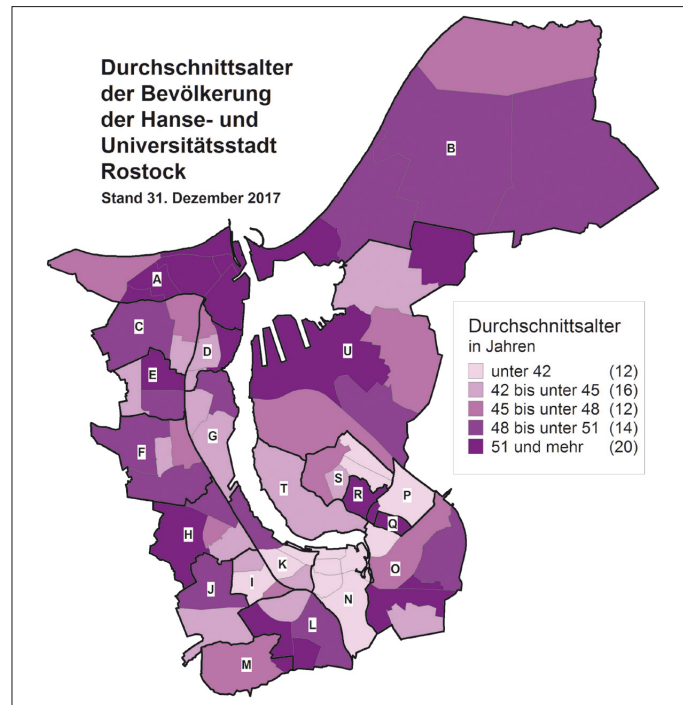 Durchschnittsalter
der Bevölkerung
der Hanse- und
Universitätsstadt
Rostock
Stand 31. Dezember 2017
B
A
C
D
E
U
Durchschnittsalter
in Jahren
unter 42 (12)
42 bis unter 45 (16)
45 bis unter 48 (12)
48 bis unter 51 (14)
51 und mehr (20)
G
F
S
T
R
P
Q
H
K
O
I
J
N
L
M